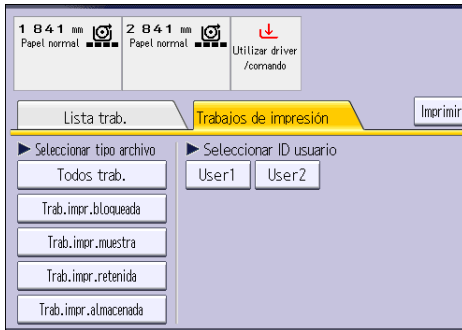 1 841 mm
Papel normal
2 841 mm
Papel normal
Utilizar driver
/comando
Lista trab.
Trabajos de impresión
Imprimir
Seleccionar tipo archivo
Seleccionar ID usuario
Todos trab.
User1
User2
Trab.impr.bloqueada
Trab.impr.muestra
Trab.impr.retenida
Trab.impr.almacenada